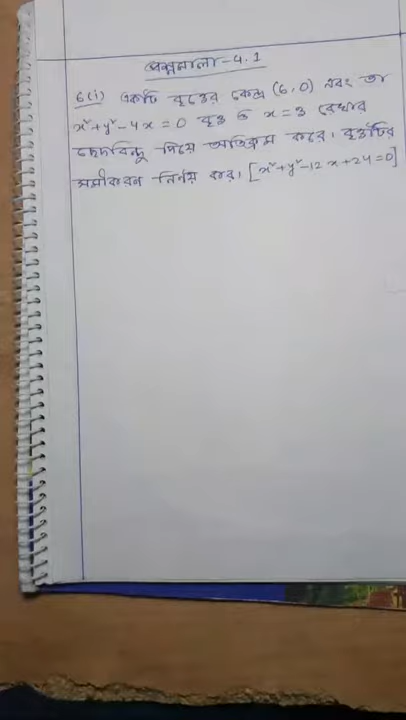 প্রশ্নমালা-4.1
6(i) একটি বৃত্তের কেন্দ্র (6,0) এবং তা
x²+y²-4x=0 বৃত্ত ও x=3 রেখার
ছেদবিন্দু দিয়ে অতিক্রম করে। বৃত্তটির
সমীকরণ নির্ণয় কর। [x²+y²-12x+24=0]